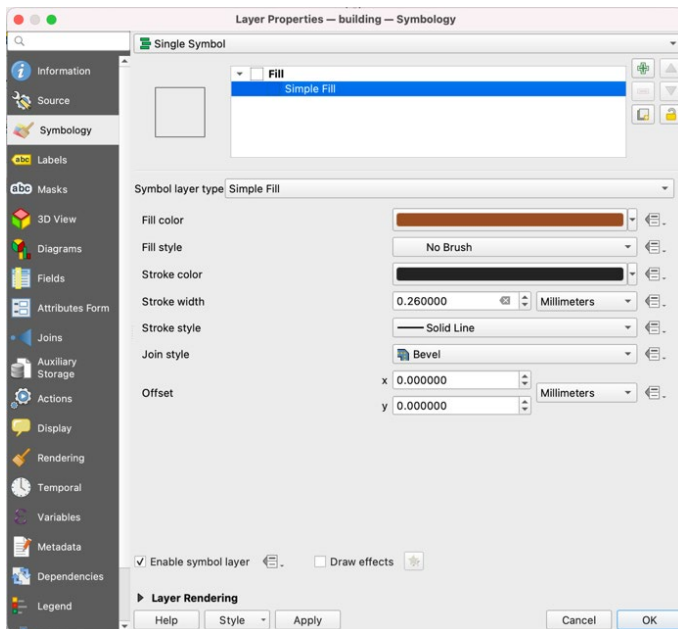 Layer Properties — building — Symbology
Single Symbol
Information
Source
Symbology
abc Labels
abc Masks
3D View
Diagrams
Fields
Attributes Form
Joins
Auxiliary
Storage
Actions
Display
Rendering
Temporal
Variables
Metadata
Dependencies
Legend
Fill
Simple Fill
Symbol layer type Simple Fill
Fill color
Fill style No Brush
Stroke color
Stroke width 0.260000 Millimeters
Stroke style Solid Line
Join style Bevel
Offset x 0.000000 Millimeters
y 0.000000
Enable symbol layer Draw effects
Layer Rendering
Help Style Apply Cancel OK